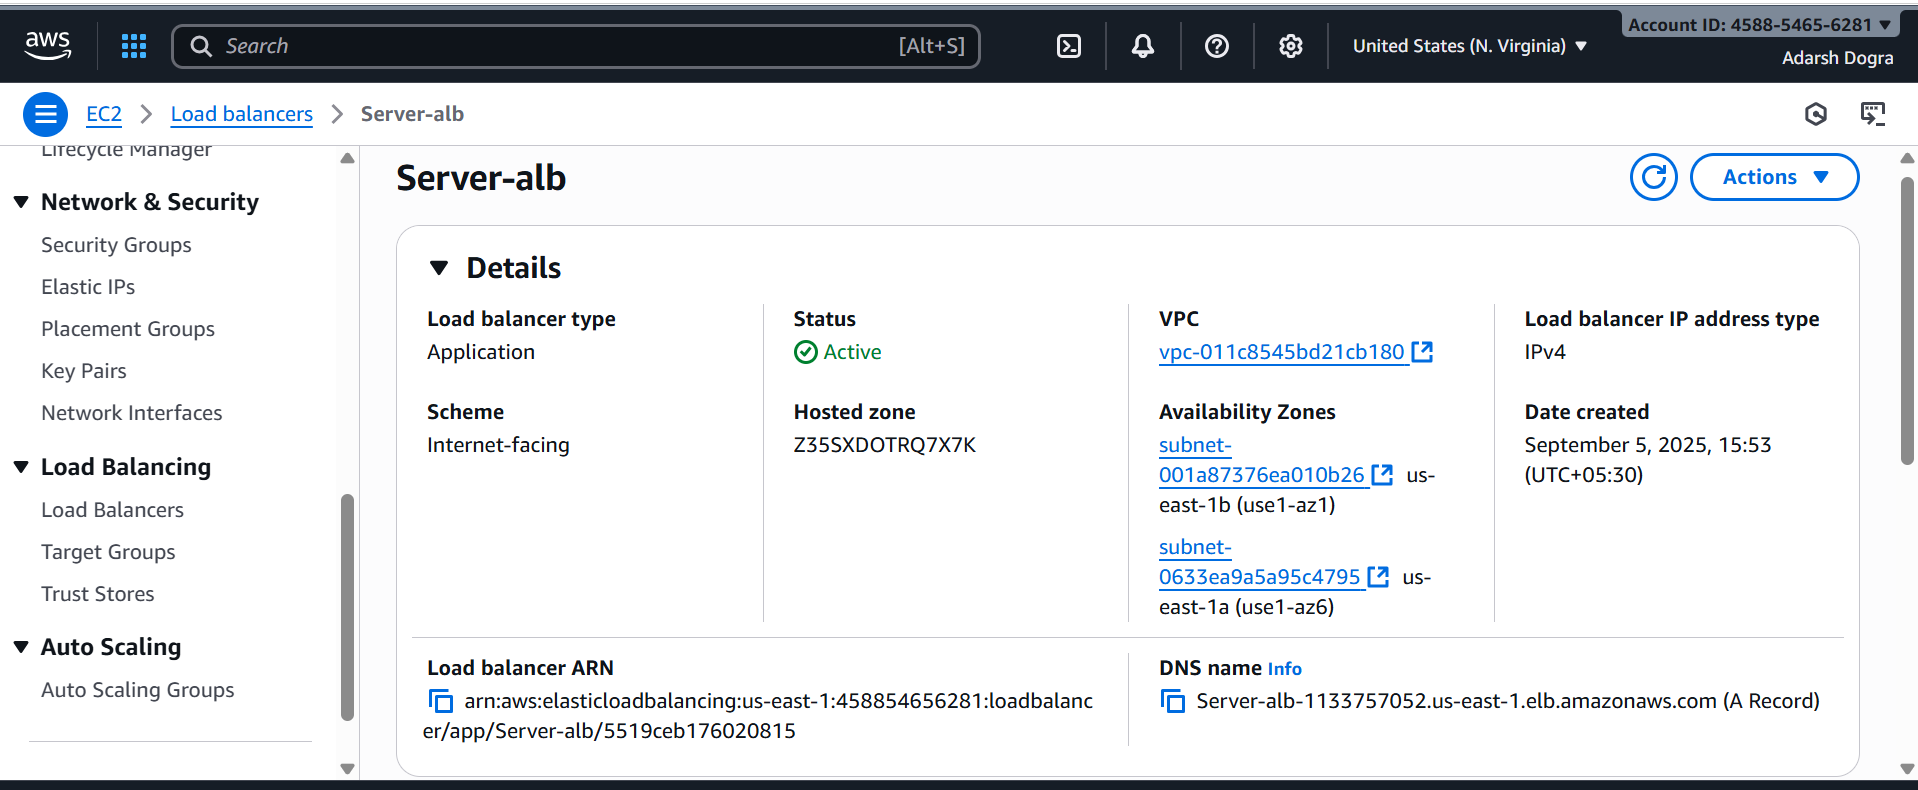 aws
Search
[Alt+S]
United States (N. Virginia)
Account ID: 4588-5465-6281
Adarsh Dogra
EC2
Load balancers
Server-alb
Lifecycle Manager
Network & Security
Security Groups
Elastic IPs
Placement Groups
Key Pairs
Network Interfaces
Load Balancing
Load Balancers
Target Groups
Trust Stores
Auto Scaling
Auto Scaling Groups
Server-alb
Actions
Details
Load balancer type
Application
Status
Active
VPC
vpc-011c8545bd21cb180
Load balancer IP address type
IPv4
Scheme
Internet-facing
Hosted zone
Z35SXDOTRQ7X7K
Availability Zones
subnet-
001a87376ea010b26 us-
east-1b (use1-az1)
subnet-
0633ea9a5a95c4795 us-
east-1a (use1-az6)
Date created
September 5, 2025, 15:53
(UTC+05:30)
Load balancer ARN
arn:aws:elasticloadbalancing:us-east-1:458854656281:loadbalanc
er/app/Server-alb/5519ceb176020815
DNS name Info
Server-alb-1133757052.us-east-1.elb.amazonaws.com (A Record)